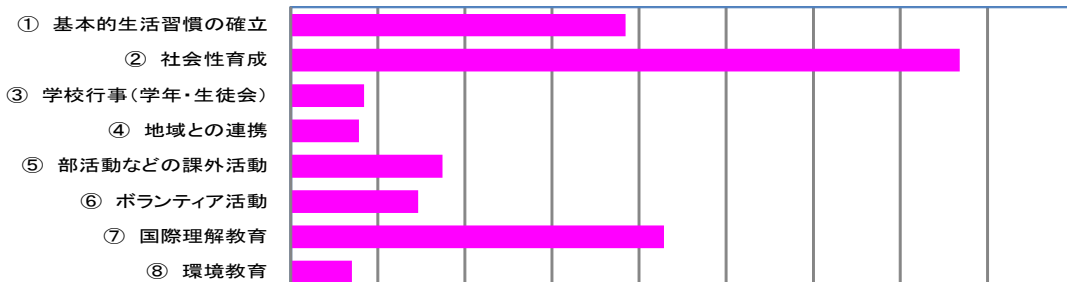 ① 基本的生活習慣の確立
② 社会性育成
③ 学校行事(学年・生徒会)
④ 地域との連携
⑤ 部活動などの課外活動
⑥ ボランティア活動
⑦ 国際理解教育
⑧ 環境教育